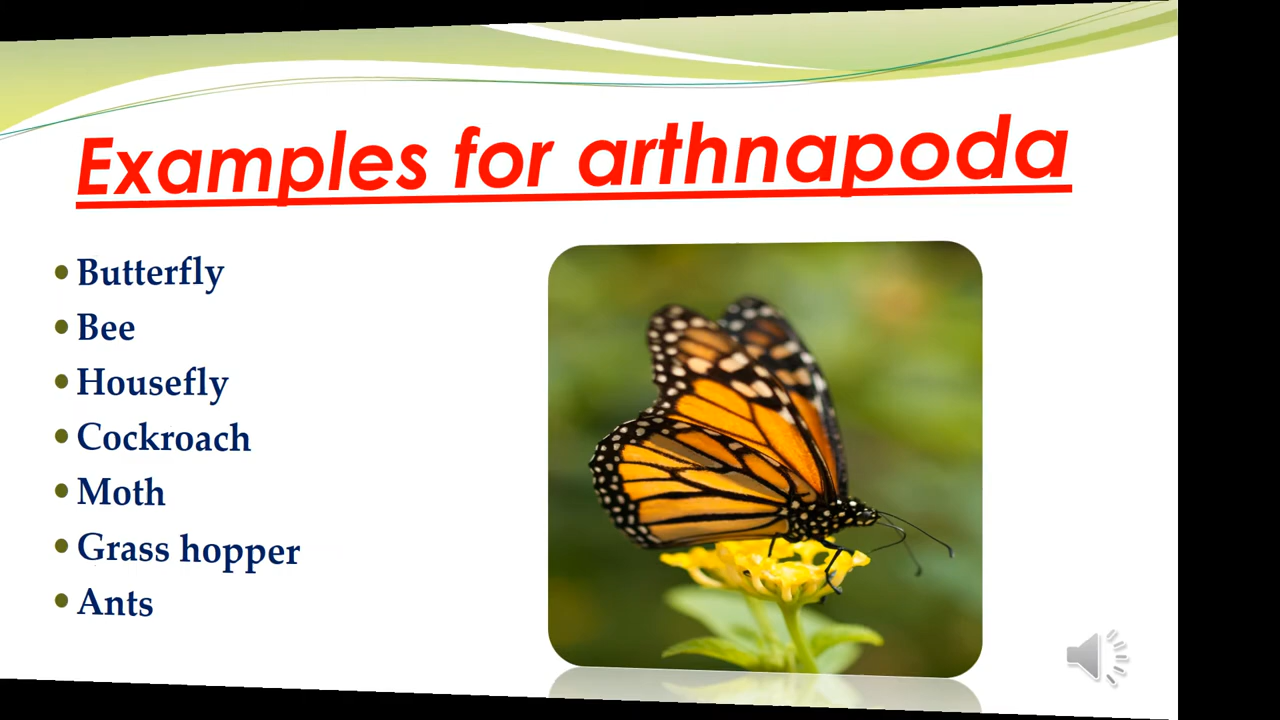 Examples for arthnapoda
Butterfly
Bee
Housefly
Cockroach
Moth
Grass hopper
Ants